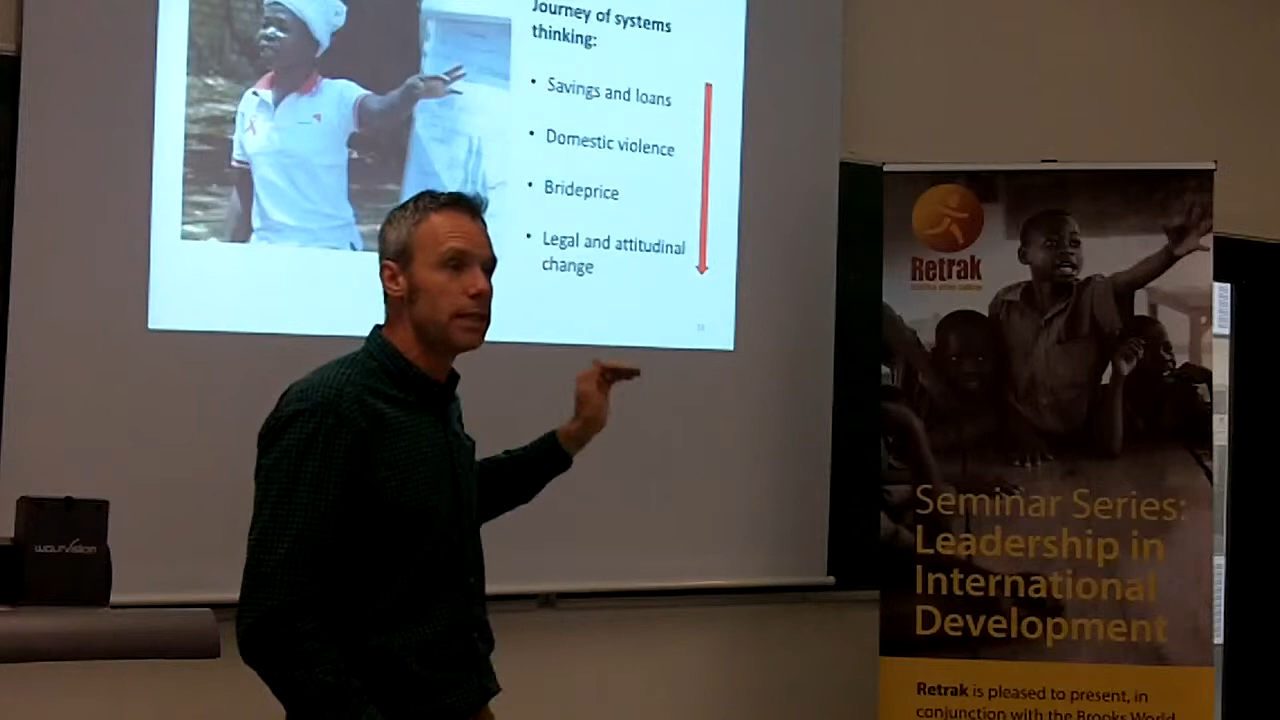 Journey of systems
thinking:
• Savings and loans
• Domestic violence
• Brideprice
• Legal and attitudinal
change
wolfvision
Retrak
Seminar Series:
Leadership in
International
Development
Retrak is pleased to present, in
conjunction with the Brooks World